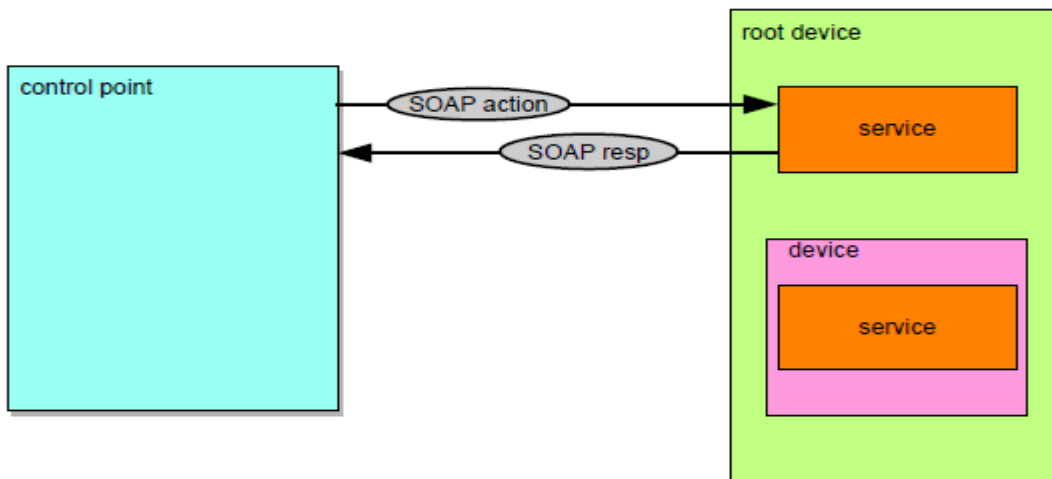 root device
control point
SOAP action
service
SOAP resp
device
service